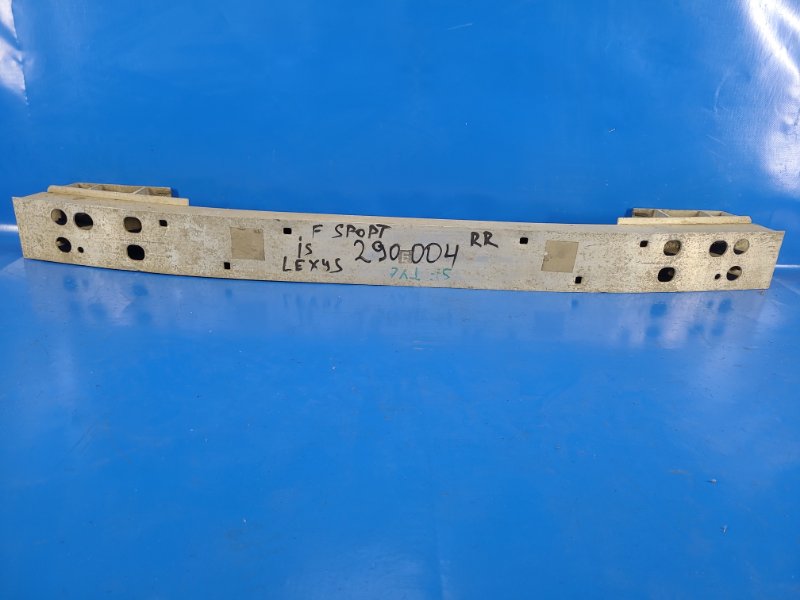 F SPOPT
is 290-004 RR
LEXYS